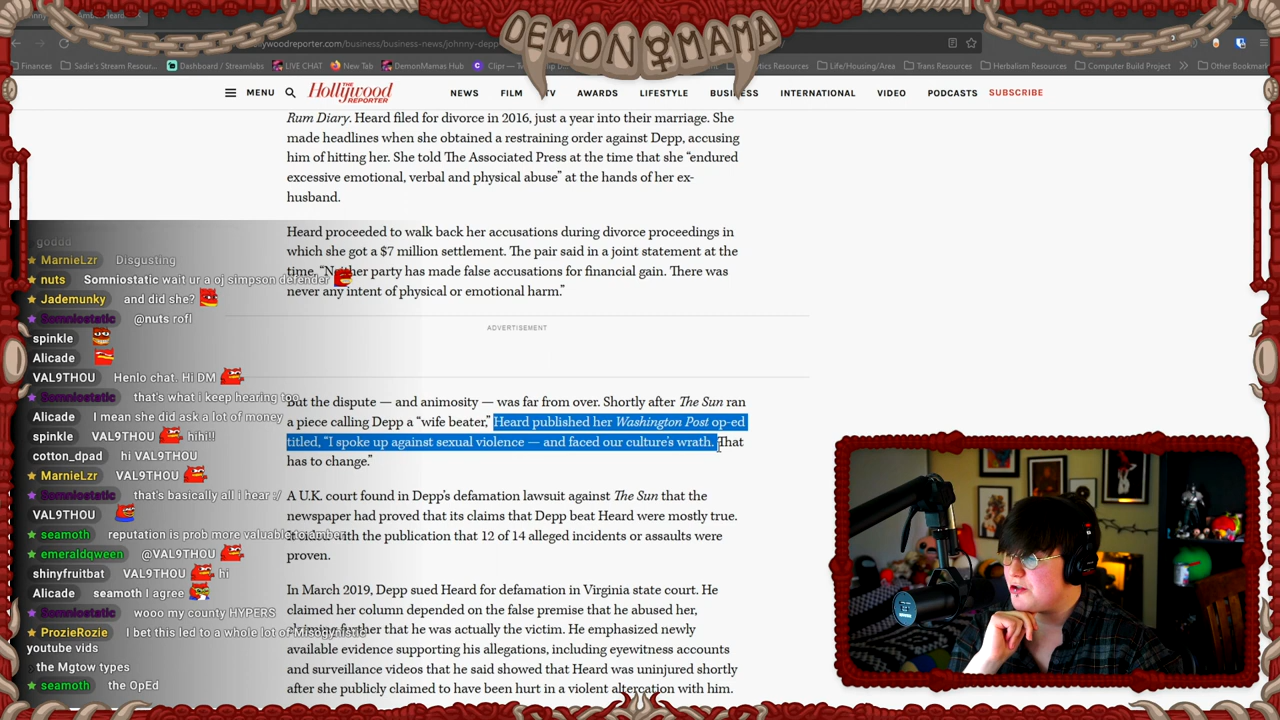 DEMON MAMA
llywoodreporter.com/business/business-news/johnny-depp
Finances
Sadie's Stream Resour...
Dashboard / Streamlabs
LIVE CHAT
New Tab
DemonMamas Hub
Clipr —
Resources
Life/Housing/Area
Trans Resources
Herbalism Resources
Computer Build Project
Other Bookmark
MENU
THE
Hollywood
REPORTER
NEWS
FILM
TV
AWARDS
LIFESTYLE
BUSINESS
INTERNATIONAL
VIDEO
PODCASTS
SUBSCRIBE
Rum Diary. Heard filed for divorce in 2016, just a year into their marriage. She
made headlines when she obtained a restraining order against Depp, accusing
him of hitting her. She told The Associated Press at the time that she “endured
excessive emotional, verbal and physical abuse” at the hands of her ex-
husband.
Heard proceeded to walk back her accusations during divorce proceedings in
which she got a $7 million settlement. The pair said in a joint statement at the
time, “Neither party has made false accusations for financial gain. There was
never any intent of physical or emotional harm.”
ADVERTISEMENT
But the dispute — and animosity — was far from over. Shortly after The Sun ran
a piece calling Depp a “wife beater,” Heard published her Washington Post op-ed
titled, “I spoke up against sexual violence — and faced our culture’s wrath. That
has to change.”
A U.K. court found in Depp’s defamation lawsuit against The Sun that the
newspaper had proved that its claims that Depp beat Heard were mostly true.
with the publication that 12 of 14 alleged incidents or assaults were
proven.
In March 2019, Depp sued Heard for defamation in Virginia state court. He
claimed her column depended on the false premise that he abused her,
further that he was actually the victim. He emphasized newly
available evidence supporting his allegations, including eyewitness accounts
and surveillance videos that he said showed that Heard was uninjured shortly
after she publicly claimed to have been hurt in a violent altercation with him.
goddd
MarnieLzr Disgusting
nuts Somniostatic wait ur a oj simpson defender
Jademunky and did she?
Somniostatic @nuts rofl
spinkle
Alicade
VAL9THOU Henlo chat. Hi DM
Somniostatic that's what i keep hearing too
Alicade I mean she did ask a lot of money
spinkle VAL9THOU hihi!!
cotton_dpad hi VAL9THOU
MarnieLzr VAL9THOU
Somniostatic that's basically all i hear :/
VAL9THOU
seamoth reputation is prob more valuable to amber
emeraldqween @VAL9THOU
shinyfruitbat VAL9THOU hi
Alicade seamoth I agree
Somniostatic wooo my county HYPERS
ProzieRozie I bet this led to a whole lot of Misogynistic
youtube vids
the Mgtow types
seamoth the OpEd